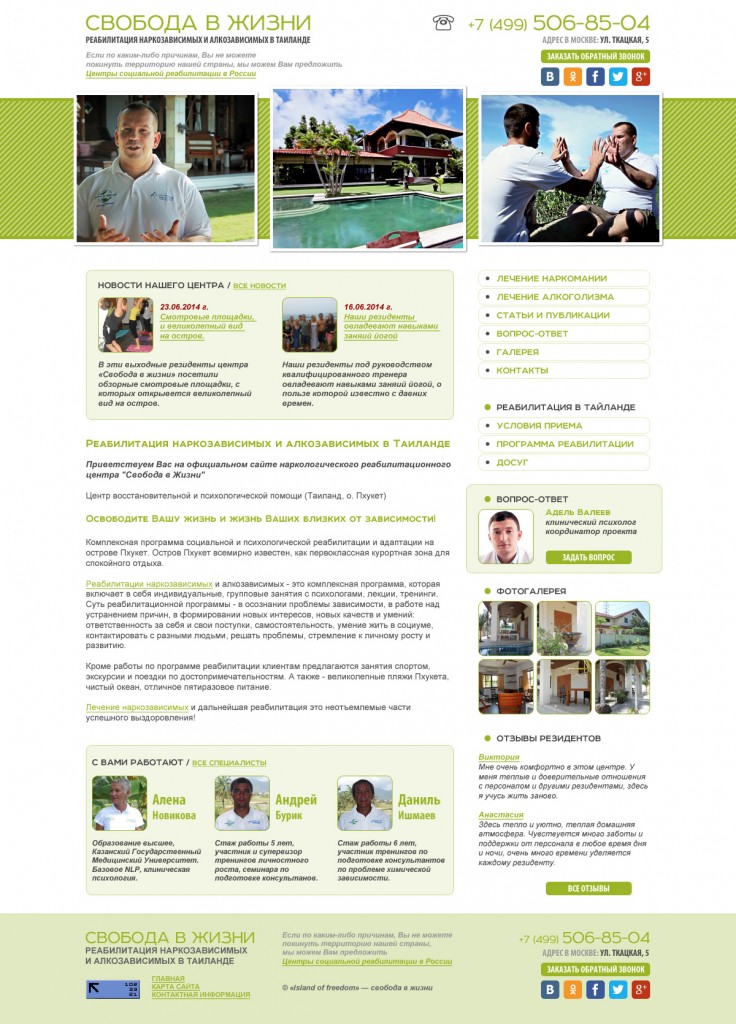 СВОБОДА В ЖИЗНИ
РЕАБИЛИТАЦИЯ НАРКОЗАВИСИМЫХ И АЛКОЗАВИСИМЫХ В ТАИЛАНДЕ
Если по каким-либо причинам, Вы не можете
покинуть территорию нашей страны, мы можем Вам предложить
Центры социальной реабилитации в России
+7 (499) 506-85-04
АДРЕС В МОСКВЕ: УЛ. ТКАЦКАЯ, 5
ЗАКАЗАТЬ ОБРАТНЫЙ ЗВОНОК
НОВОСТИ НАШЕГО ЦЕНТРА / ВСЕ НОВОСТИ
23.06.2014 г.
Смотровые площадки,
и великолепный вид
на остров.
В эти выходные резиденты центра
«Свобода в жизни» посетили
обзорные смотровые площадки, с
которых открывется великолепный
вид на остров.
16.06.2014 г.
Наши резиденты
овладевают навыками
заняий йогой
Наши резиденты под руководством
квалифицированного тренера
овладевают навыками заняий йогой, о
пользе которой известно с давних
времен.
РЕАБИЛИТАЦИЯ НАРКОЗАВИСИМЫХ И АЛКОЗАВИСИМЫХ В ТАИЛАНДЕ
Приветствуем Вас на официальном сайте наркологического реабилитационного
центра "Свобода в Жизни"
Центр восстановительной и психологической помощи (Таиланд, о. Пхукет)
ОСВОБОДИТЕ ВАШУ ЖИЗНЬ И ЖИЗНЬ ВАШИХ БЛИЗКИХ ОТ ЗАВИСИМОСТИ!
Комплексная программа социальной и психологической реабилитации и адаптации на
острове Пхукет. Остров Пхукет всемирно известен, как первоклассная курортная зона для
спокойного отдыха.
Реабилитации наркозависимых и алкозависимых - это комплексная программа, которая
включает в себя индивидуальные, групповые занятия с психологами, лекции, тренинги.
Суть реабилитационной программы - в осознании проблемы зависимости, в работе над
устранением причин, в формировании новых интересов, новых качеств и умений:
ответственность за себя и свои поступки, самостоятельность, умение жить в социуме,
контактировать с разными людьми, решать проблемы, стремление к личному росту и
развитию.
Кроме работы по программе реабилитации клиентам предлагаются занятия спортом,
экскурсии и поездки по достопримечательностям. А также - великолепные пляжи Пхукета,
чистый океан, отличное пятиразовое питание.
Лечение наркозависимых и дальнейшая реабилитация это неотъемлемые части
успешного выздоровления!
С ВАМИ РАБОТАЮТ / ВСЕ СПЕЦИАЛИСТЫ
Алена
Новикова
Образование высшее,
Казанский Государственный
Медицинский Университет.
Базовое NLP, клиническая
психология.
Андрей
Бурик
Стаж работы 5 лет,
участник и супервизор
тренингов личностного
роста, семинара по
подготовке консультанов.
Даниль
Ишмаев
Стаж работы 6 лет,
участник тренингов по
подготовке консультантов
по проблеме химической
зависимости.
ЛЕЧЕНИЕ НАРКОМАНИИ
ЛЕЧЕНИЕ АЛКОГОЛИЗМА
СТАТЬИ И ПУБЛИКАЦИИ
ВОПРОС-ОТВЕТ
ГАЛЕРЕЯ
КОНТАКТЫ
РЕАБИЛИТАЦИЯ В ТАЙЛАНДЕ
УСЛОВИЯ ПРИЕМА
ПРОГРАММА РЕАБИЛИТАЦИИ
ДОСУГ
ВОПРОС-ОТВЕТ
АДЕЛЬ ВАЛЕЕВ
клинический психолог
координатор проекта
ЗАДАТЬ ВОПРОС
ФОТОГАЛЕРЕЯ
ОТЗЫВЫ РЕЗИДЕНТОВ
Виктория
Мне очень комфортно в этом центре. У
меня теплые и доверительные отношения
с персоналом и другими резидентами, здесь
я учусь жить заново.
Анастасия
Здесь тепло и уютно, теплая домашняя
атмосфера. Чувствуется много заботы и
поддержки от персонала в любое время дня
и ночи, очень много времени уделяется
каждому резиденту.
ВСЕ ОТЗЫВЫ
СВОБОДА В ЖИЗНИ
РЕАБИЛИТАЦИЯ НАРКОЗАВИСИМЫХ
И АЛКОЗАВИСИМЫХ В ТАИЛАНДЕ
ГЛАВНАЯ
КАРТА САЙТА
КОНТАКТНАЯ ИНФОРМАЦИЯ
Если по каким-либо причинам, Вы не можете
покинуть территорию нашей страны,
мы можем Вам предложить
Центры социальной реабилитации в России
© «Island of freedom» — свобода в жизни
+7 (499) 506-85-04
АДРЕС В МОСКВЕ: УЛ. ТКАЦКАЯ, 5
ЗАКАЗАТЬ ОБРАТНЫЙ ЗВОНОК